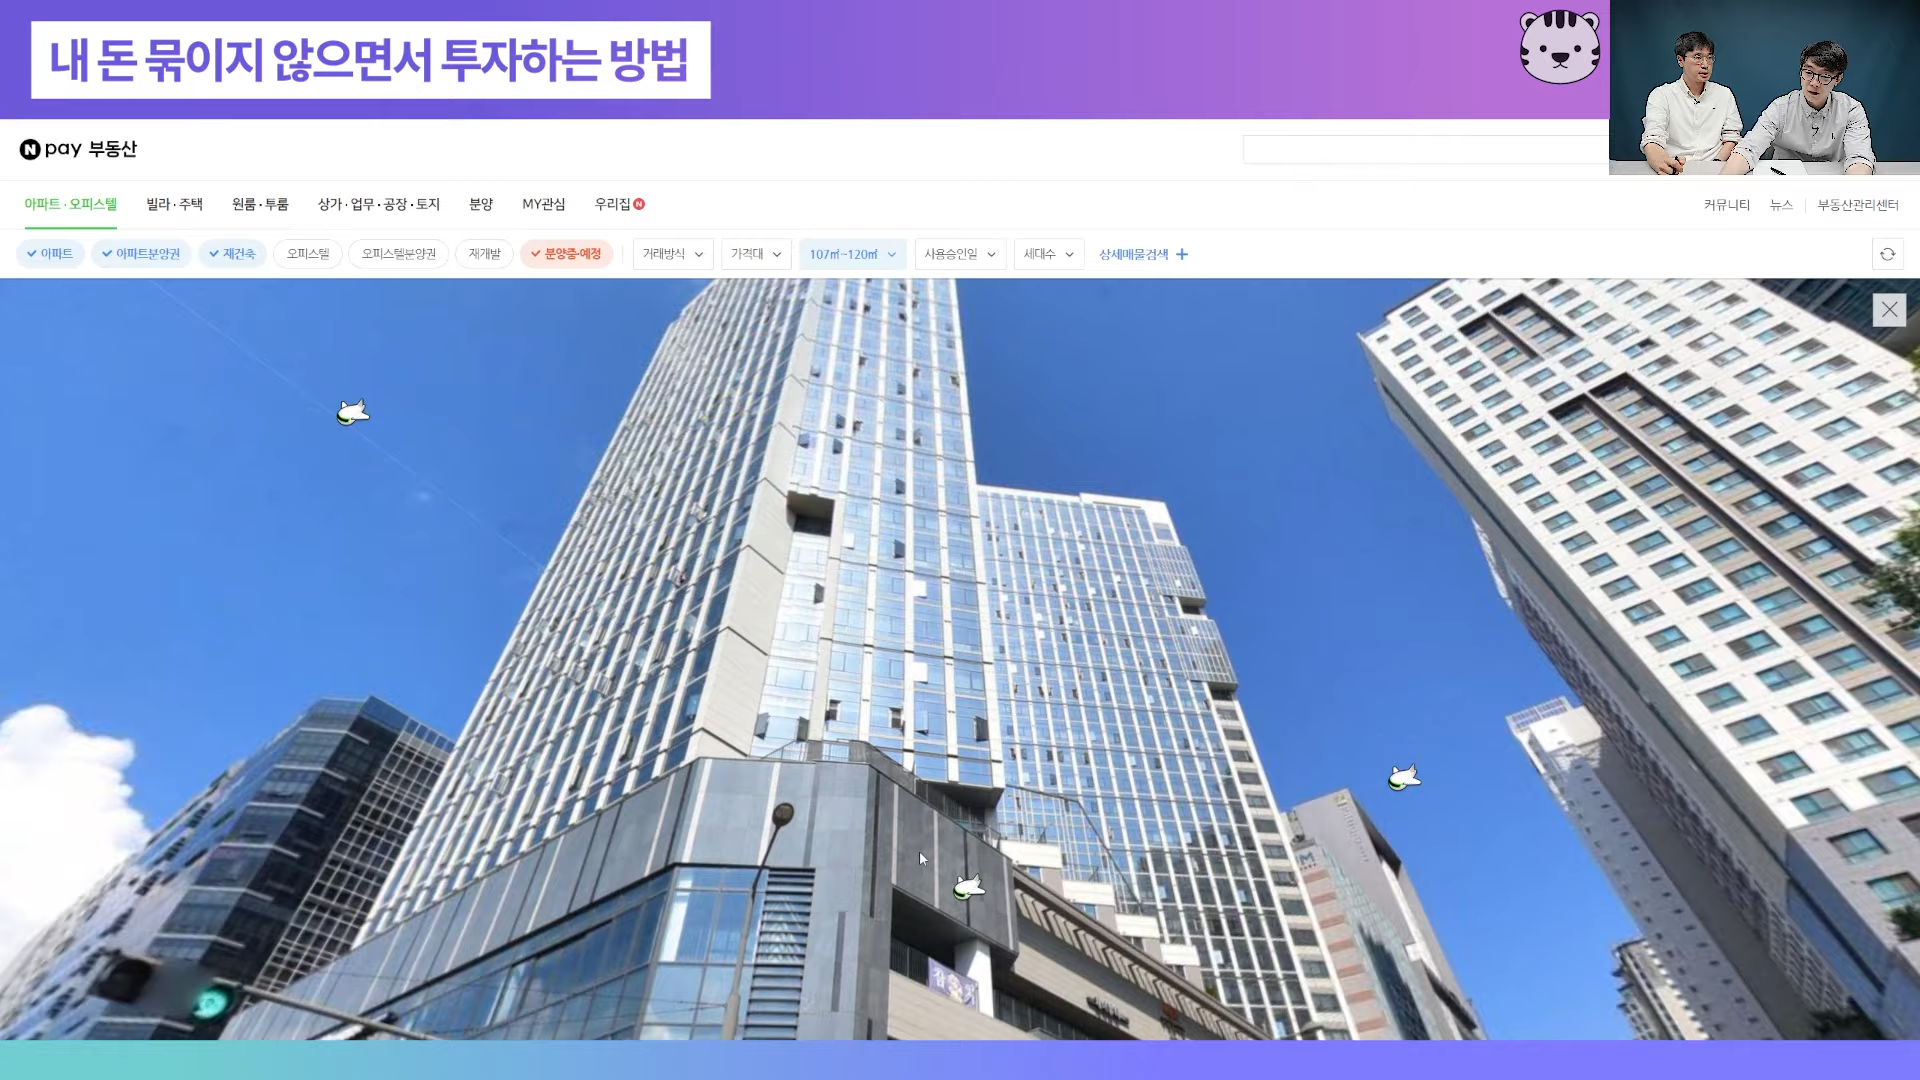 내 돈 묶이지 않으면서 투자하는 방법
N pay 부동산
아파트·오피스텔 빌라·주택 원룸·투룸 상가·업무·공장·토지 분양 MY관심 우리집 N 커뮤니티 뉴스 부동산관리센터
아파트 아파트분양권 재건축 오피스텔 오피스텔분양권 재개발 분양중·예정 거래방식 가격대 107㎡~120㎡ 사용승인일 세대수 상세매물검색